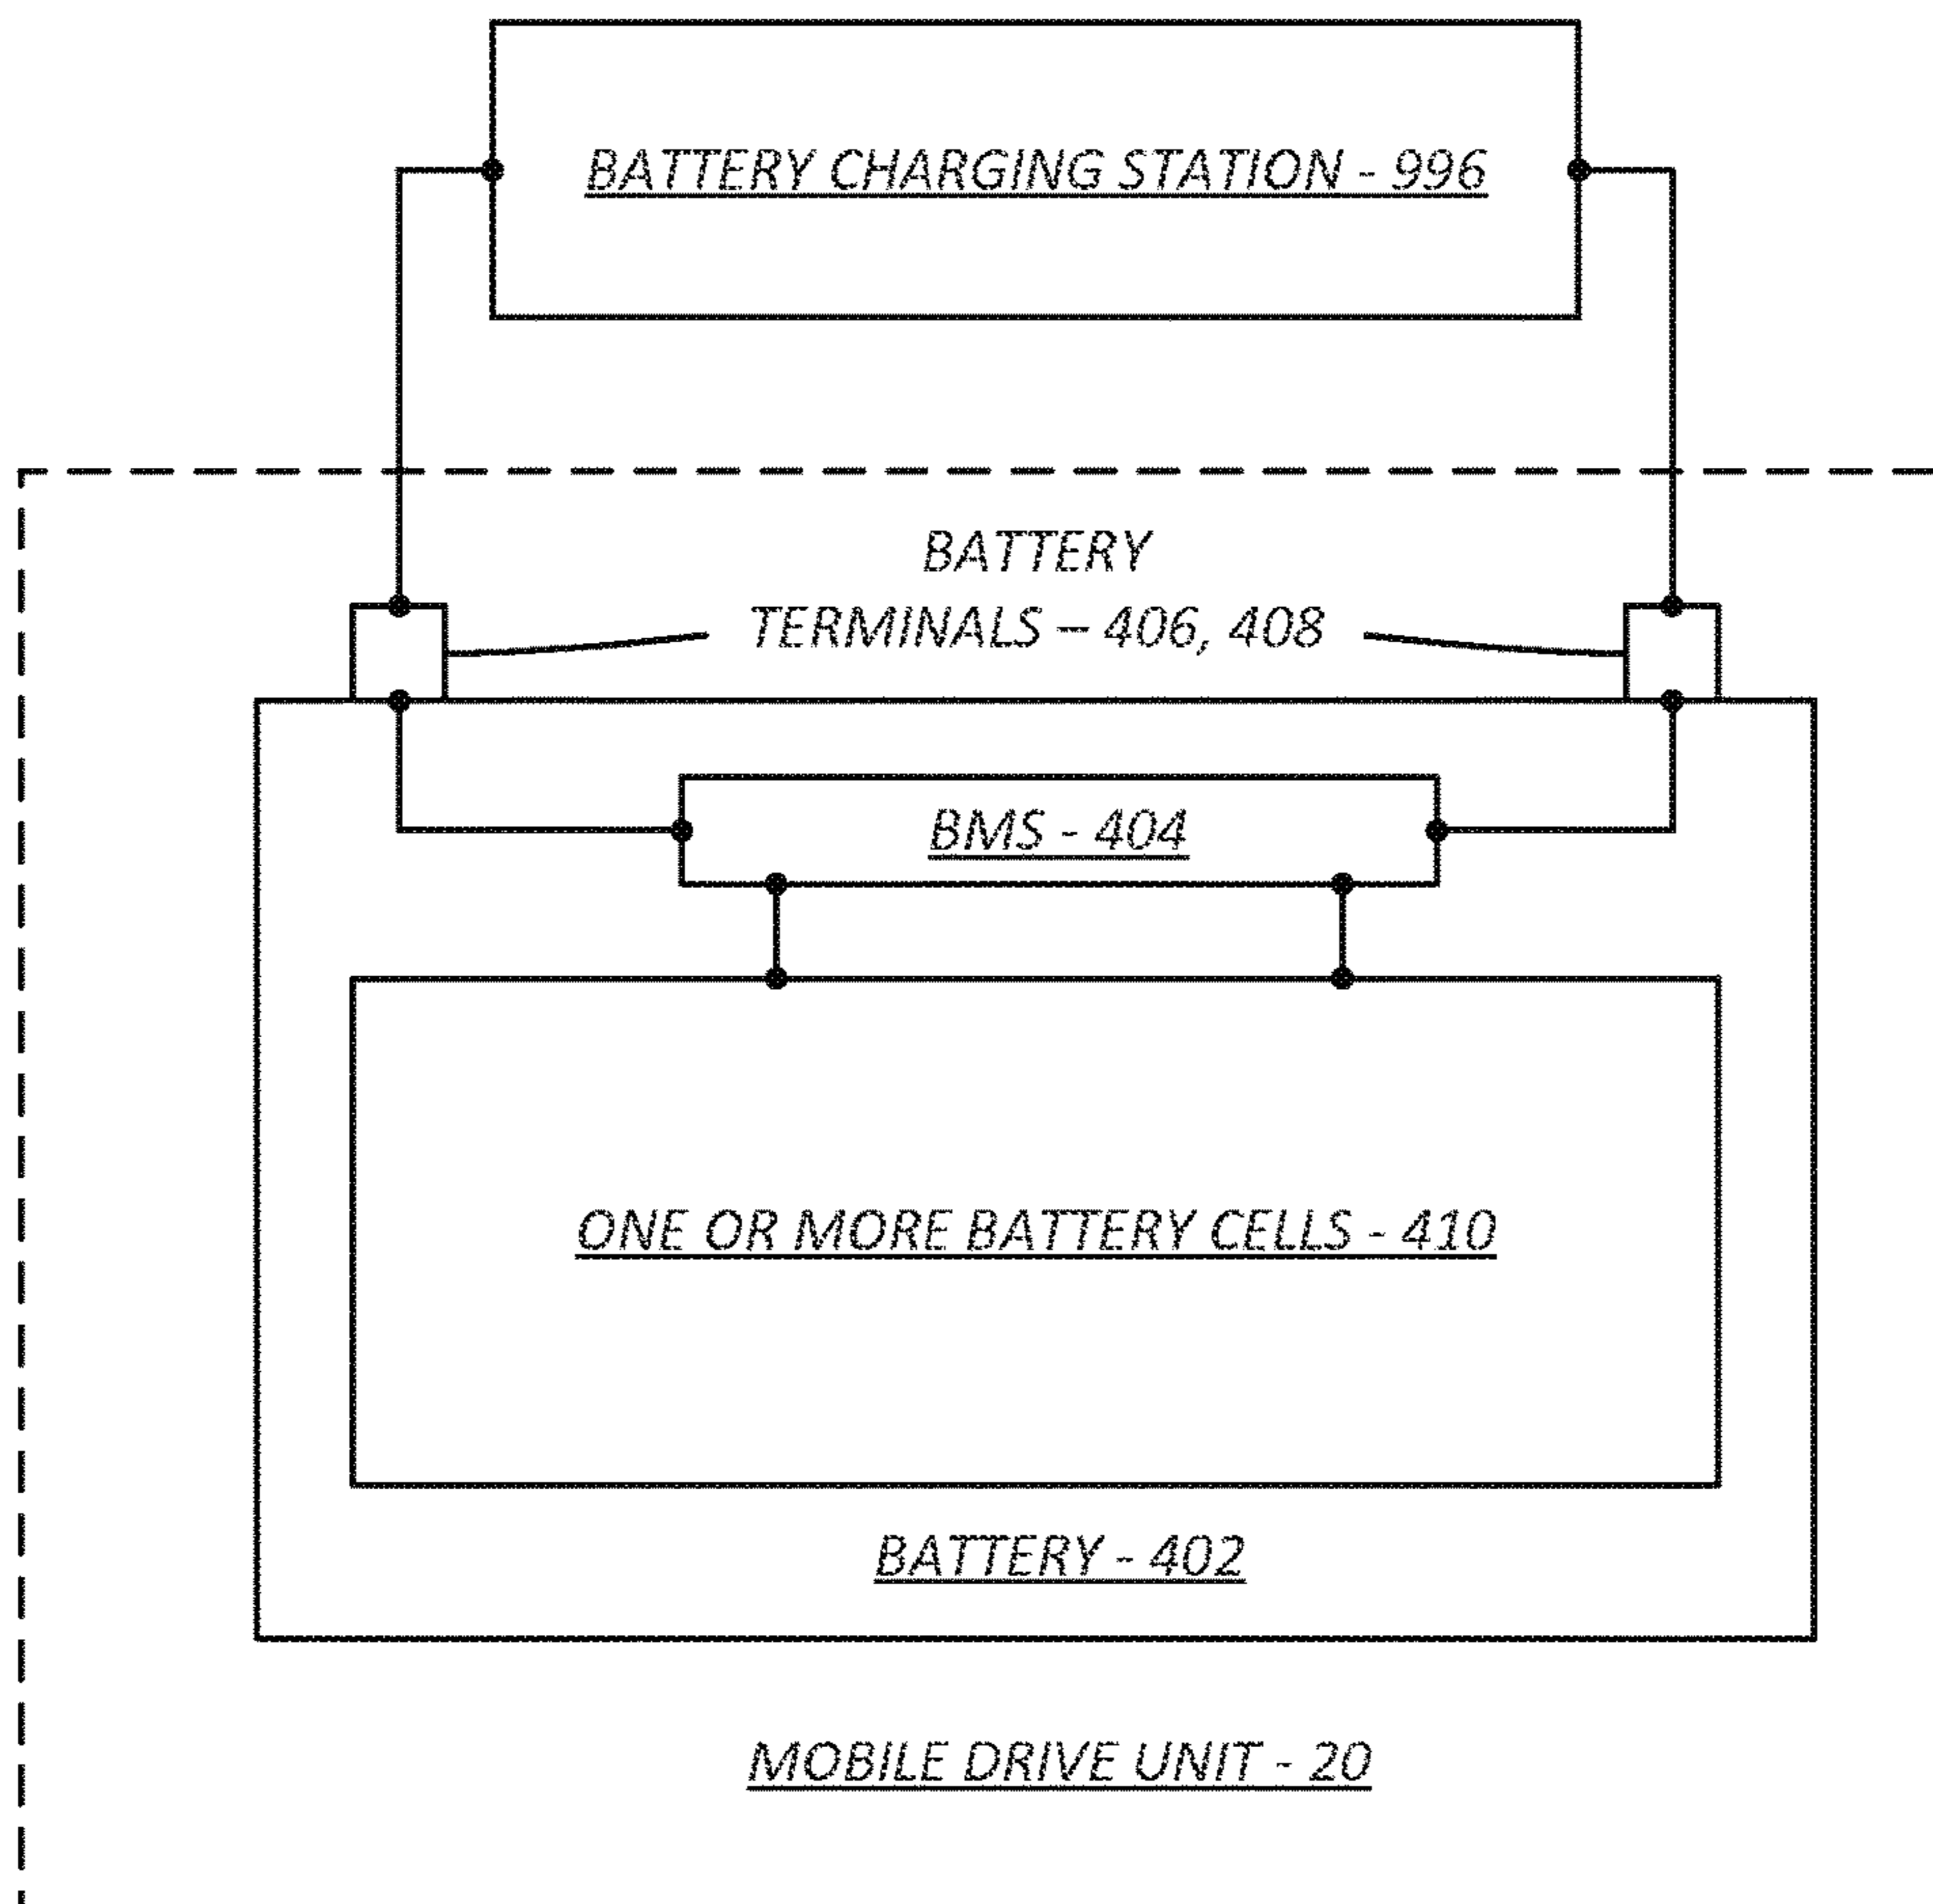 BATTERY CHARGING STATION - 996
BATTERY
TERMINALS – 406, 408
BMS - 404
ONE OR MORE BATTERY CELLS - 410
BATTERY - 402
MOBILE DRIVE UNIT - 20